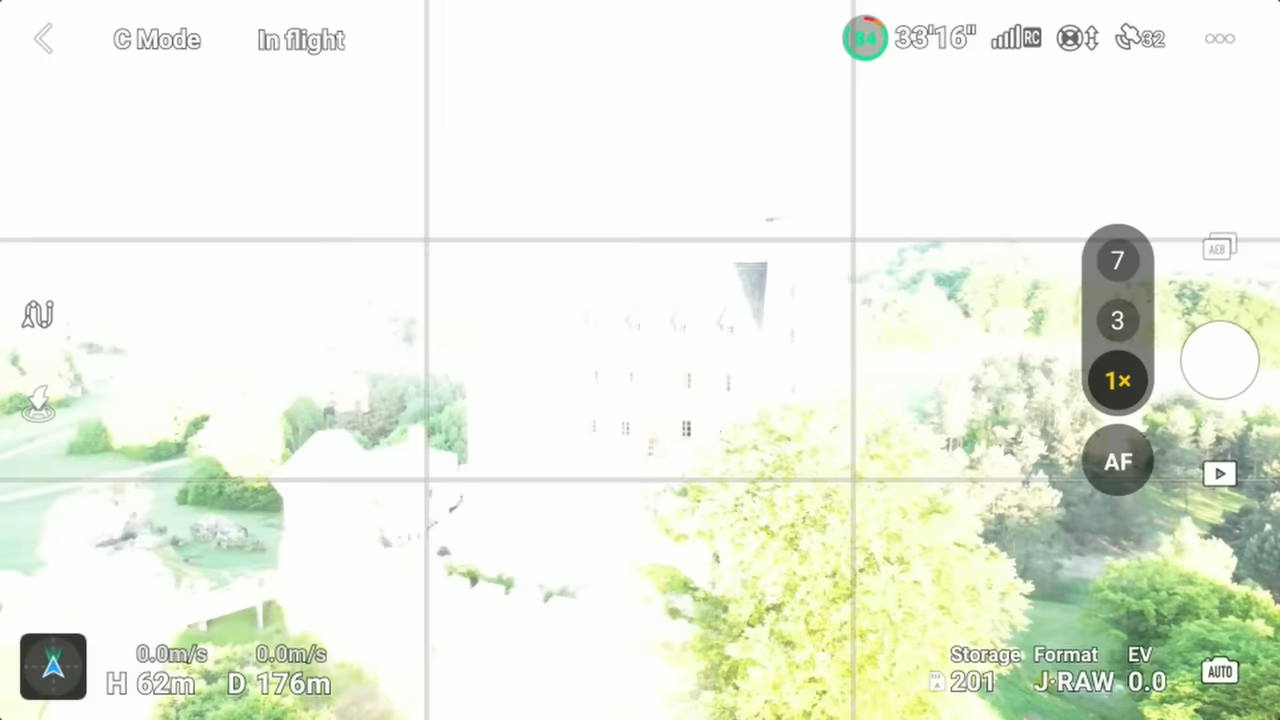 C Mode In flight 84 33'16" RC 32
AEB
7
3
1×
AF
0.0m/s 0.0m/s Storage Format EV
H 62m D 176m 201 J·RAW 0.0
AUTO